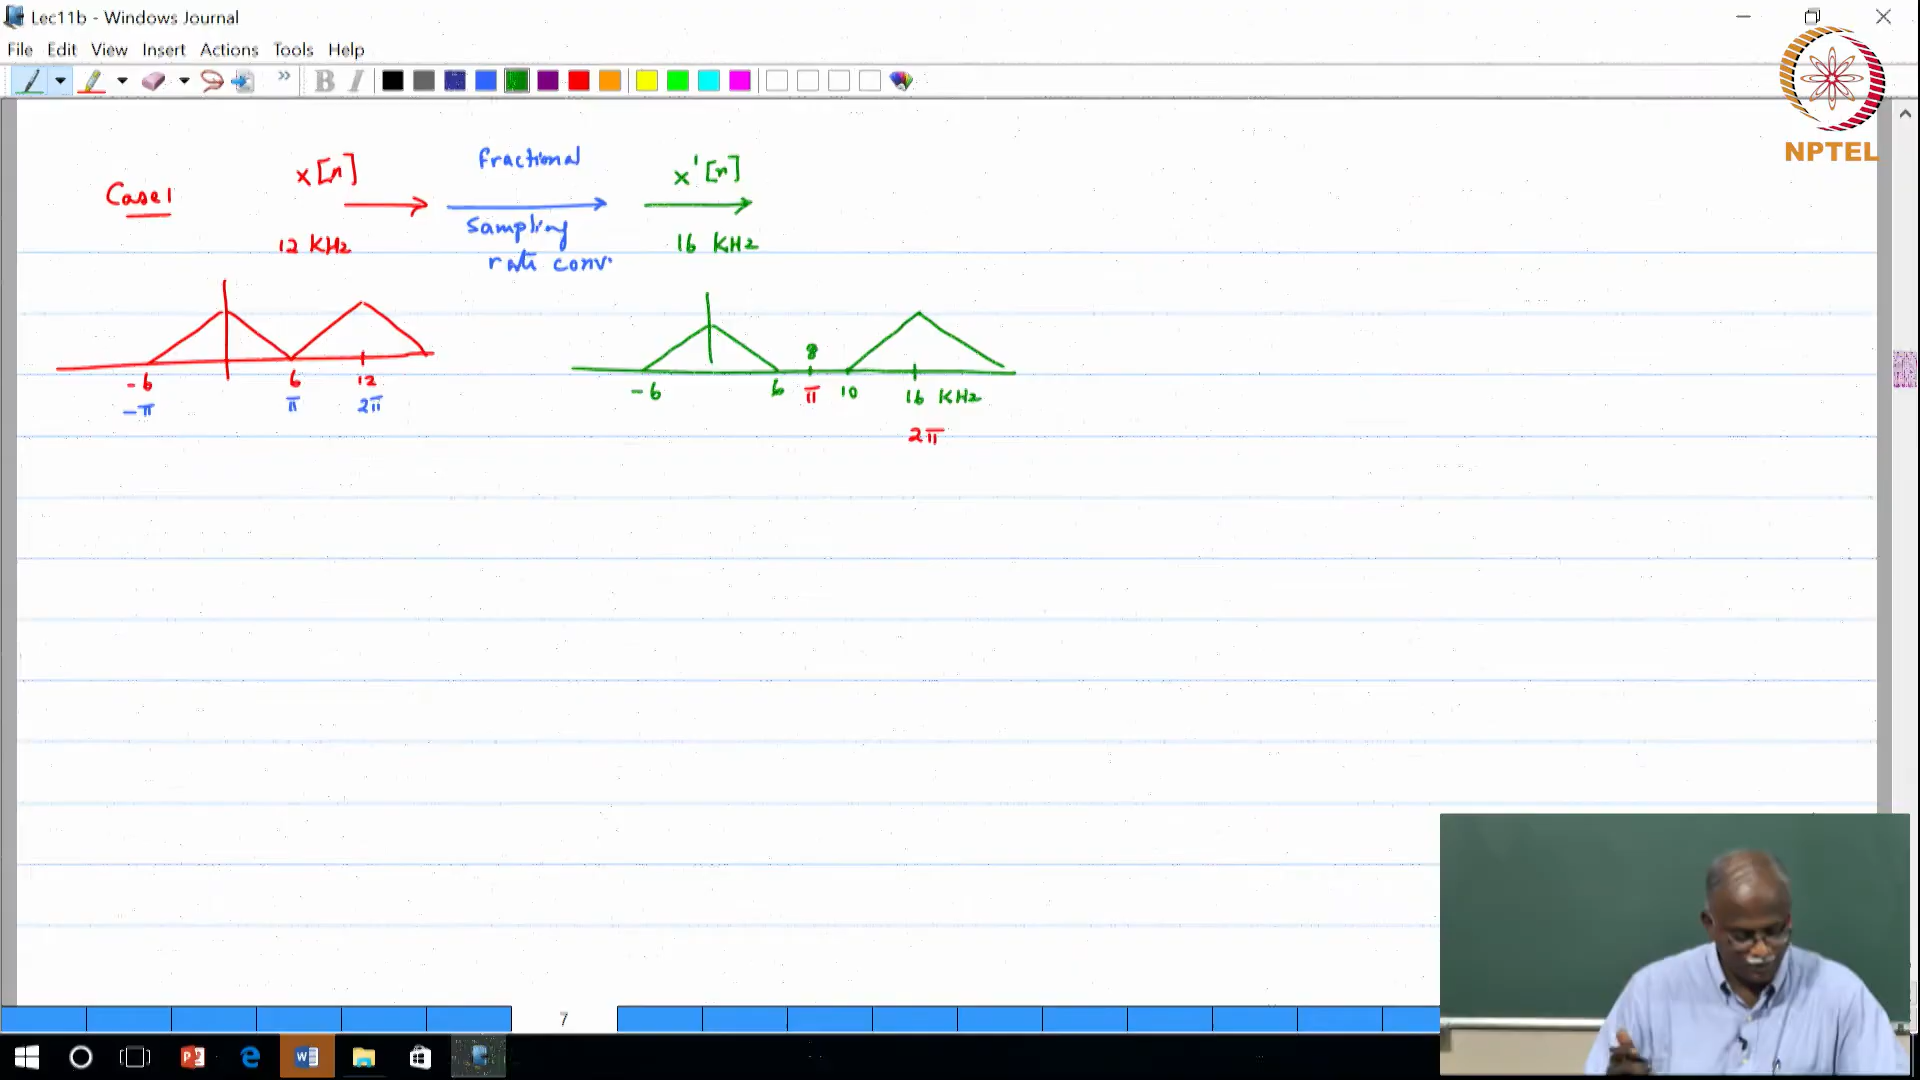 Lec11b - Windows Journal
File Edit View Insert Actions Tools Help
B I
NPTEL
Case1
x[n]
12 KHz
fractional
sampling
rate conv.
x'[n]
16 KHz
-6 6 12
-π π 2π
8
-6 6 π 10 16 KHz
2π
7